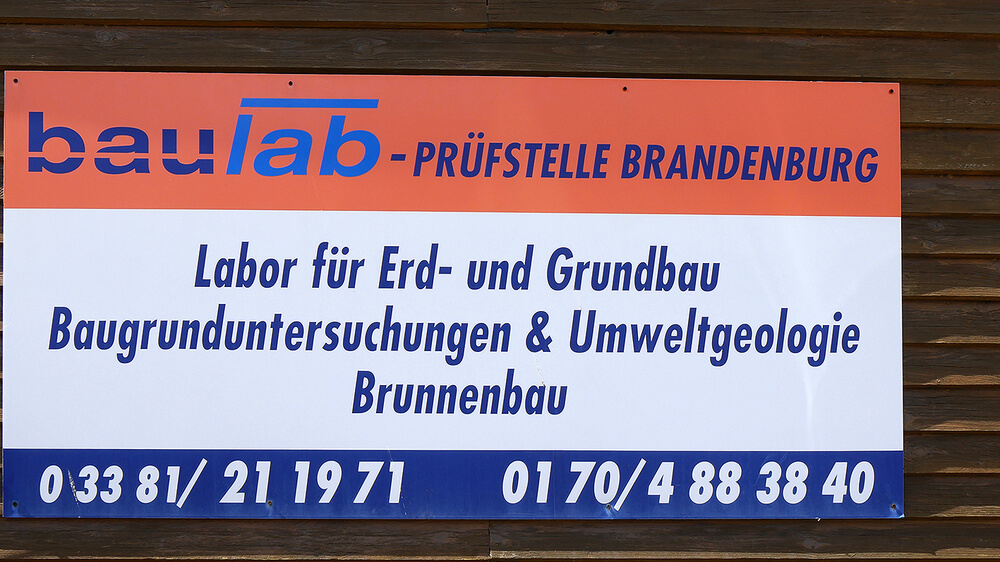 baulab - PRÜFSTELLE BRANDENBURG
Labor für Erd- und Grundbau
Baugrunduntersuchungen & Umweltgeologie
Brunnenbau
0 33 81/ 21 19 71 01 70/4 88 38 40